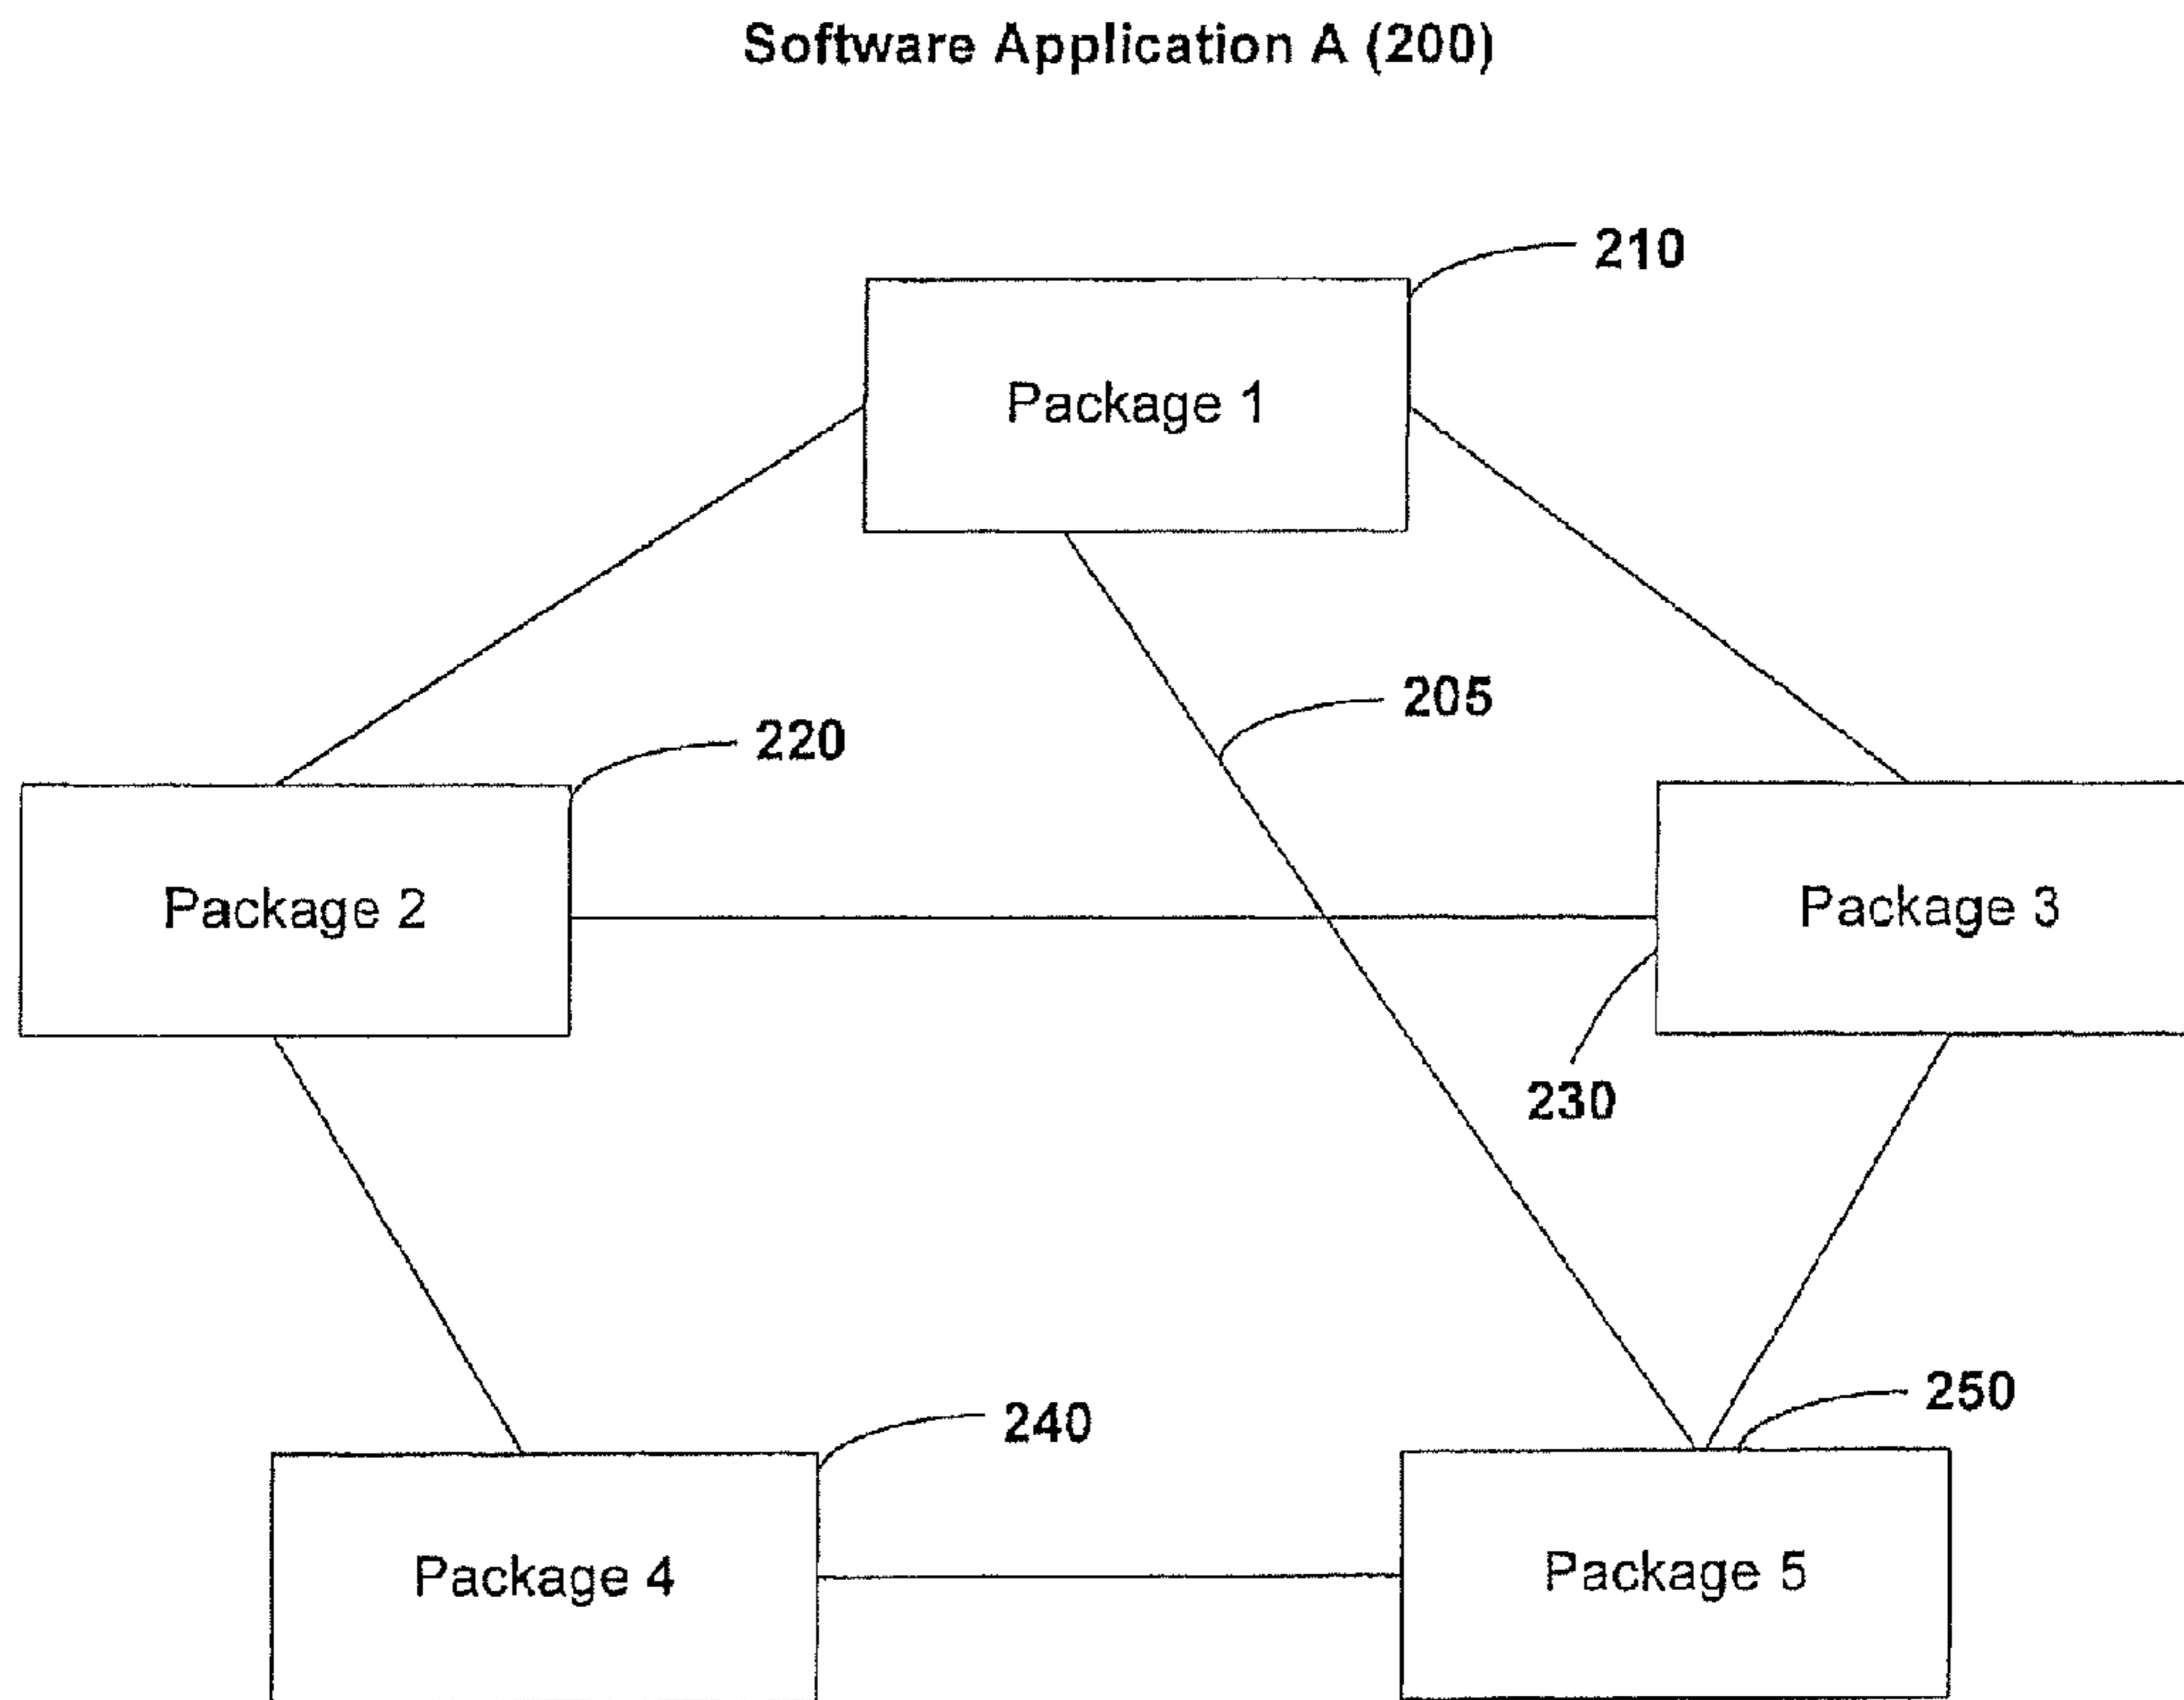 Software Application A (200)
210
Package 1
205
220
Package 2
Package 3
230
240
250
Package 4
Package 5